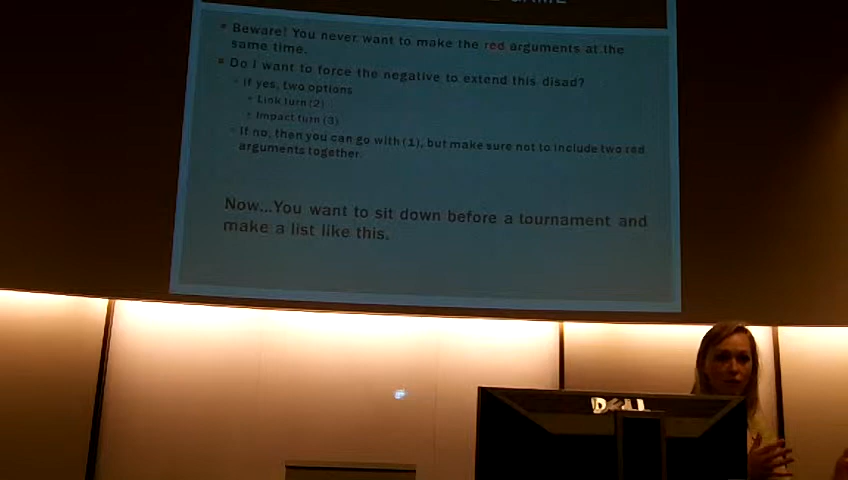 GAME
Beware! You never want to make the red arguments at the
same time.
Do I want to force the negative to extend this disad?
If yes, two options
Link turn (2)
Impact turn (3)
If no, then you can go with (1), but make sure not to include two red
arguments together.
Now...You want to sit down before a tournament and
make a list like this.
DELL